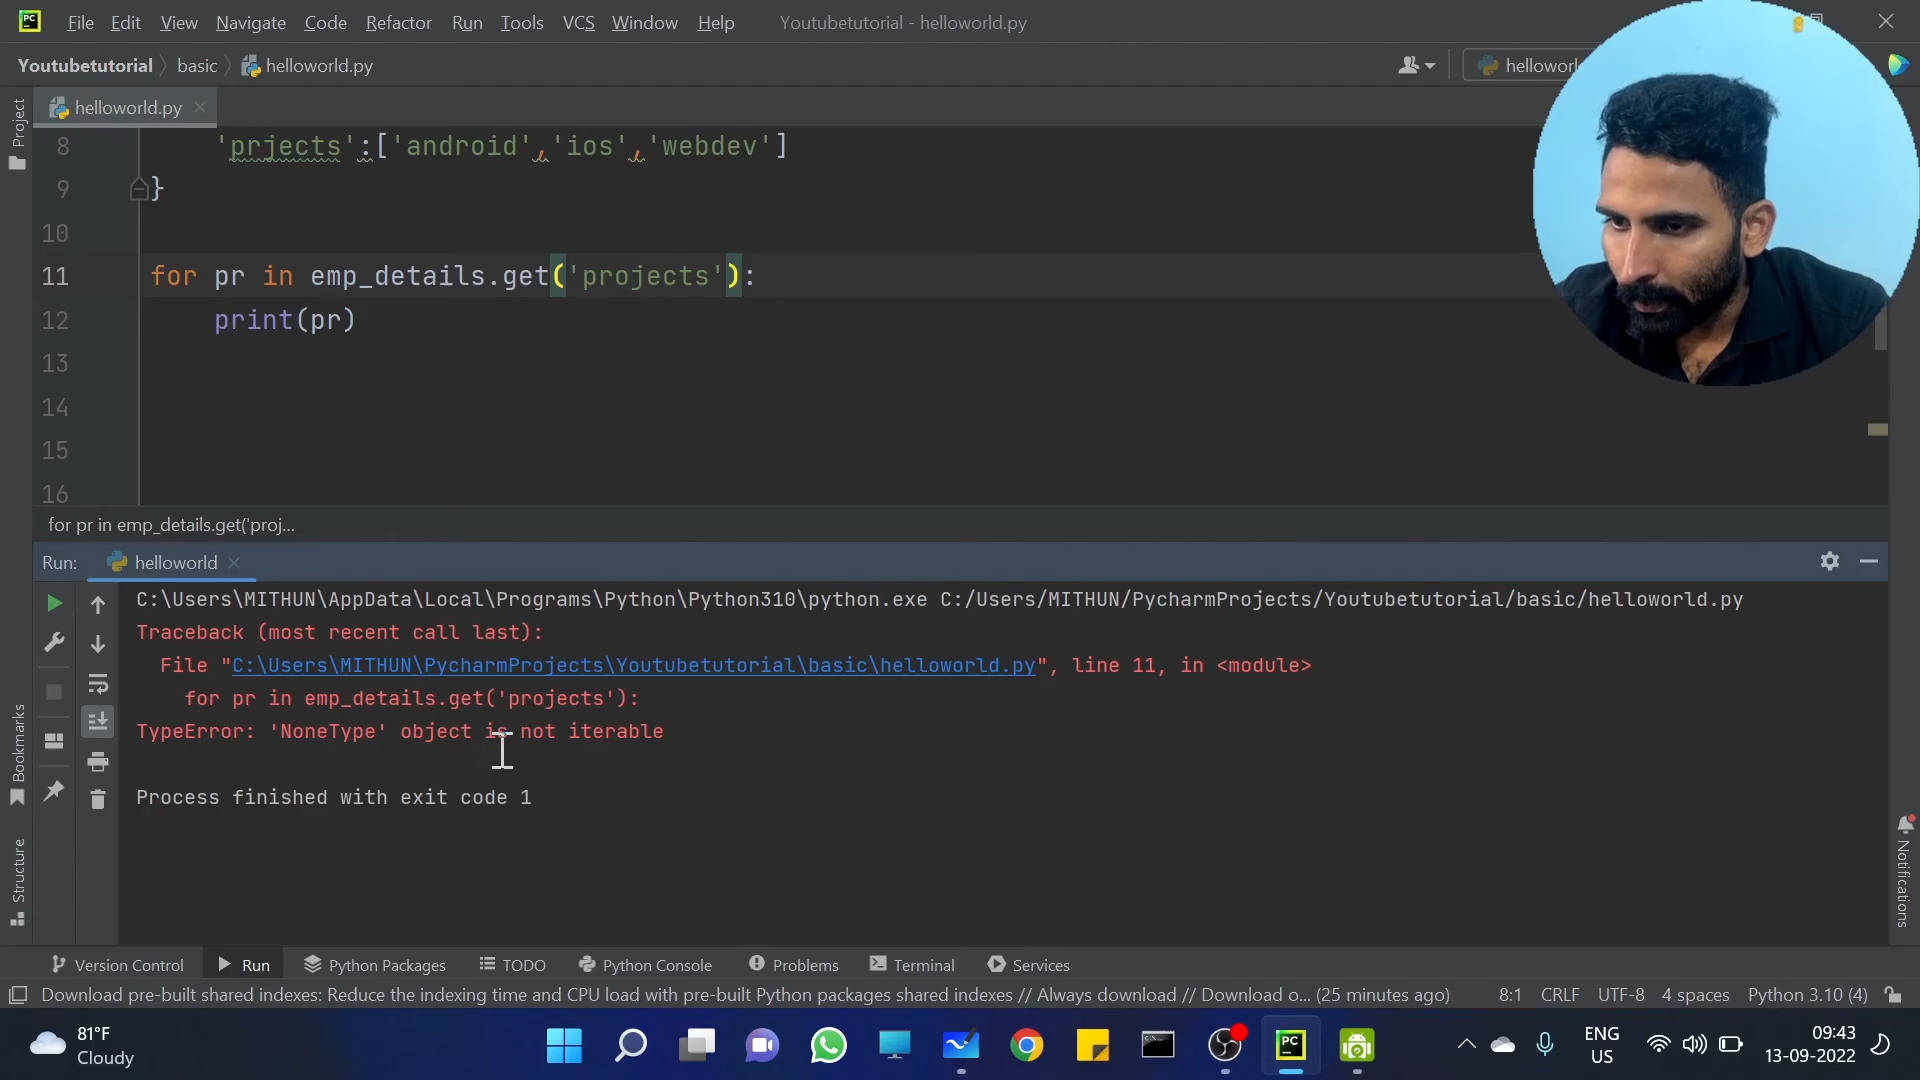 PC File Edit View Navigate Code Refactor Run Tools VCS Window Help Youtubetutorial - helloworld.py
Youtubetutorial basic helloworld.py
Project
helloworld.py
8 'prjects':['android','ios','webdev']
9 }
10
11 for pr in emp_details.get('projects'):
12 print(pr)
13
14
15
16
for pr in emp_details.get('proj...
Run: helloworld
C:\Users\MITHUN\AppData\Local\Programs\Python\Python310\python.exe C:/Users/MITHUN/PycharmProjects/Youtubetutorial/basic/helloworld.py
Traceback (most recent call last):
File "C:\Users\MITHUN\PycharmProjects\Youtubetutorial\basic\helloworld.py", line 11, in <module>
for pr in emp_details.get('projects'):
TypeError: 'NoneType' object is not iterable
Process finished with exit code 1
Bookmarks
Structure
Notifications
Version Control Run Python Packages TODO Python Console Problems Terminal Services
Download pre-built shared indexes: Reduce the indexing time and CPU load with pre-built Python packages shared indexes // Always download // Download o... (25 minutes ago) 8:1 CRLF UTF-8 4 spaces Python 3.10 (4)
81°F
Cloudy
PC
ENG
US
09:43
13-09-2022